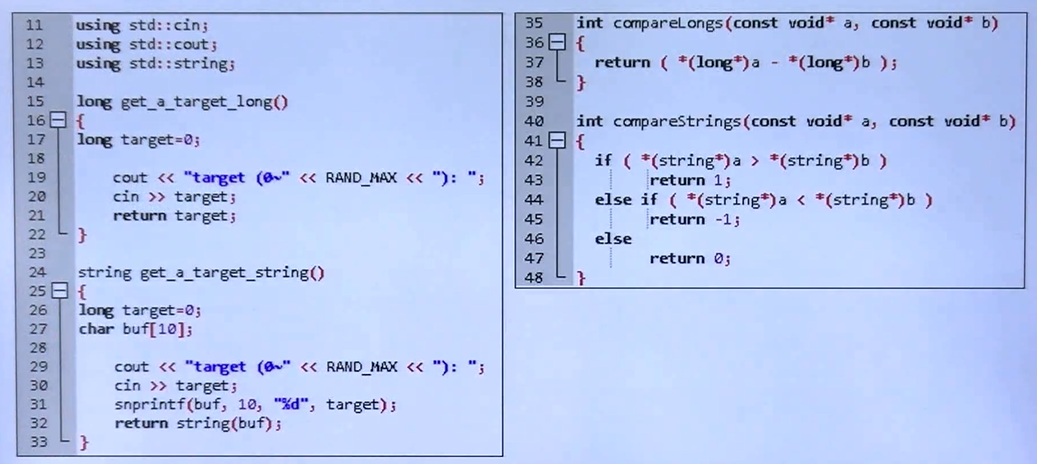 11 using std::cin;
12 using std::cout;
13 using std::string;
14
15 long get_a_target_long()
16 {
17 long target=0;
18
19 cout << "target (0~" << RAND_MAX << "): ";
20 cin >> target;
21 return target;
22 }
23
24 string get_a_target_string()
25 {
26 long target=0;
27 char buf[10];
28
29 cout << "target (0~" << RAND_MAX << "): ";
30 cin >> target;
31 snprintf(buf, 10, "%d", target);
32 return string(buf);
33 }
35 int compareLongs(const void* a, const void* b)
36 {
37 return ( *(long*)a - *(long*)b );
38 }
39
40 int compareStrings(const void* a, const void* b)
41 {
42 if ( *(string*)a > *(string*)b )
43 return 1;
44 else if ( *(string*)a < *(string*)b )
45 return -1;
46 else
47 return 0;
48 }